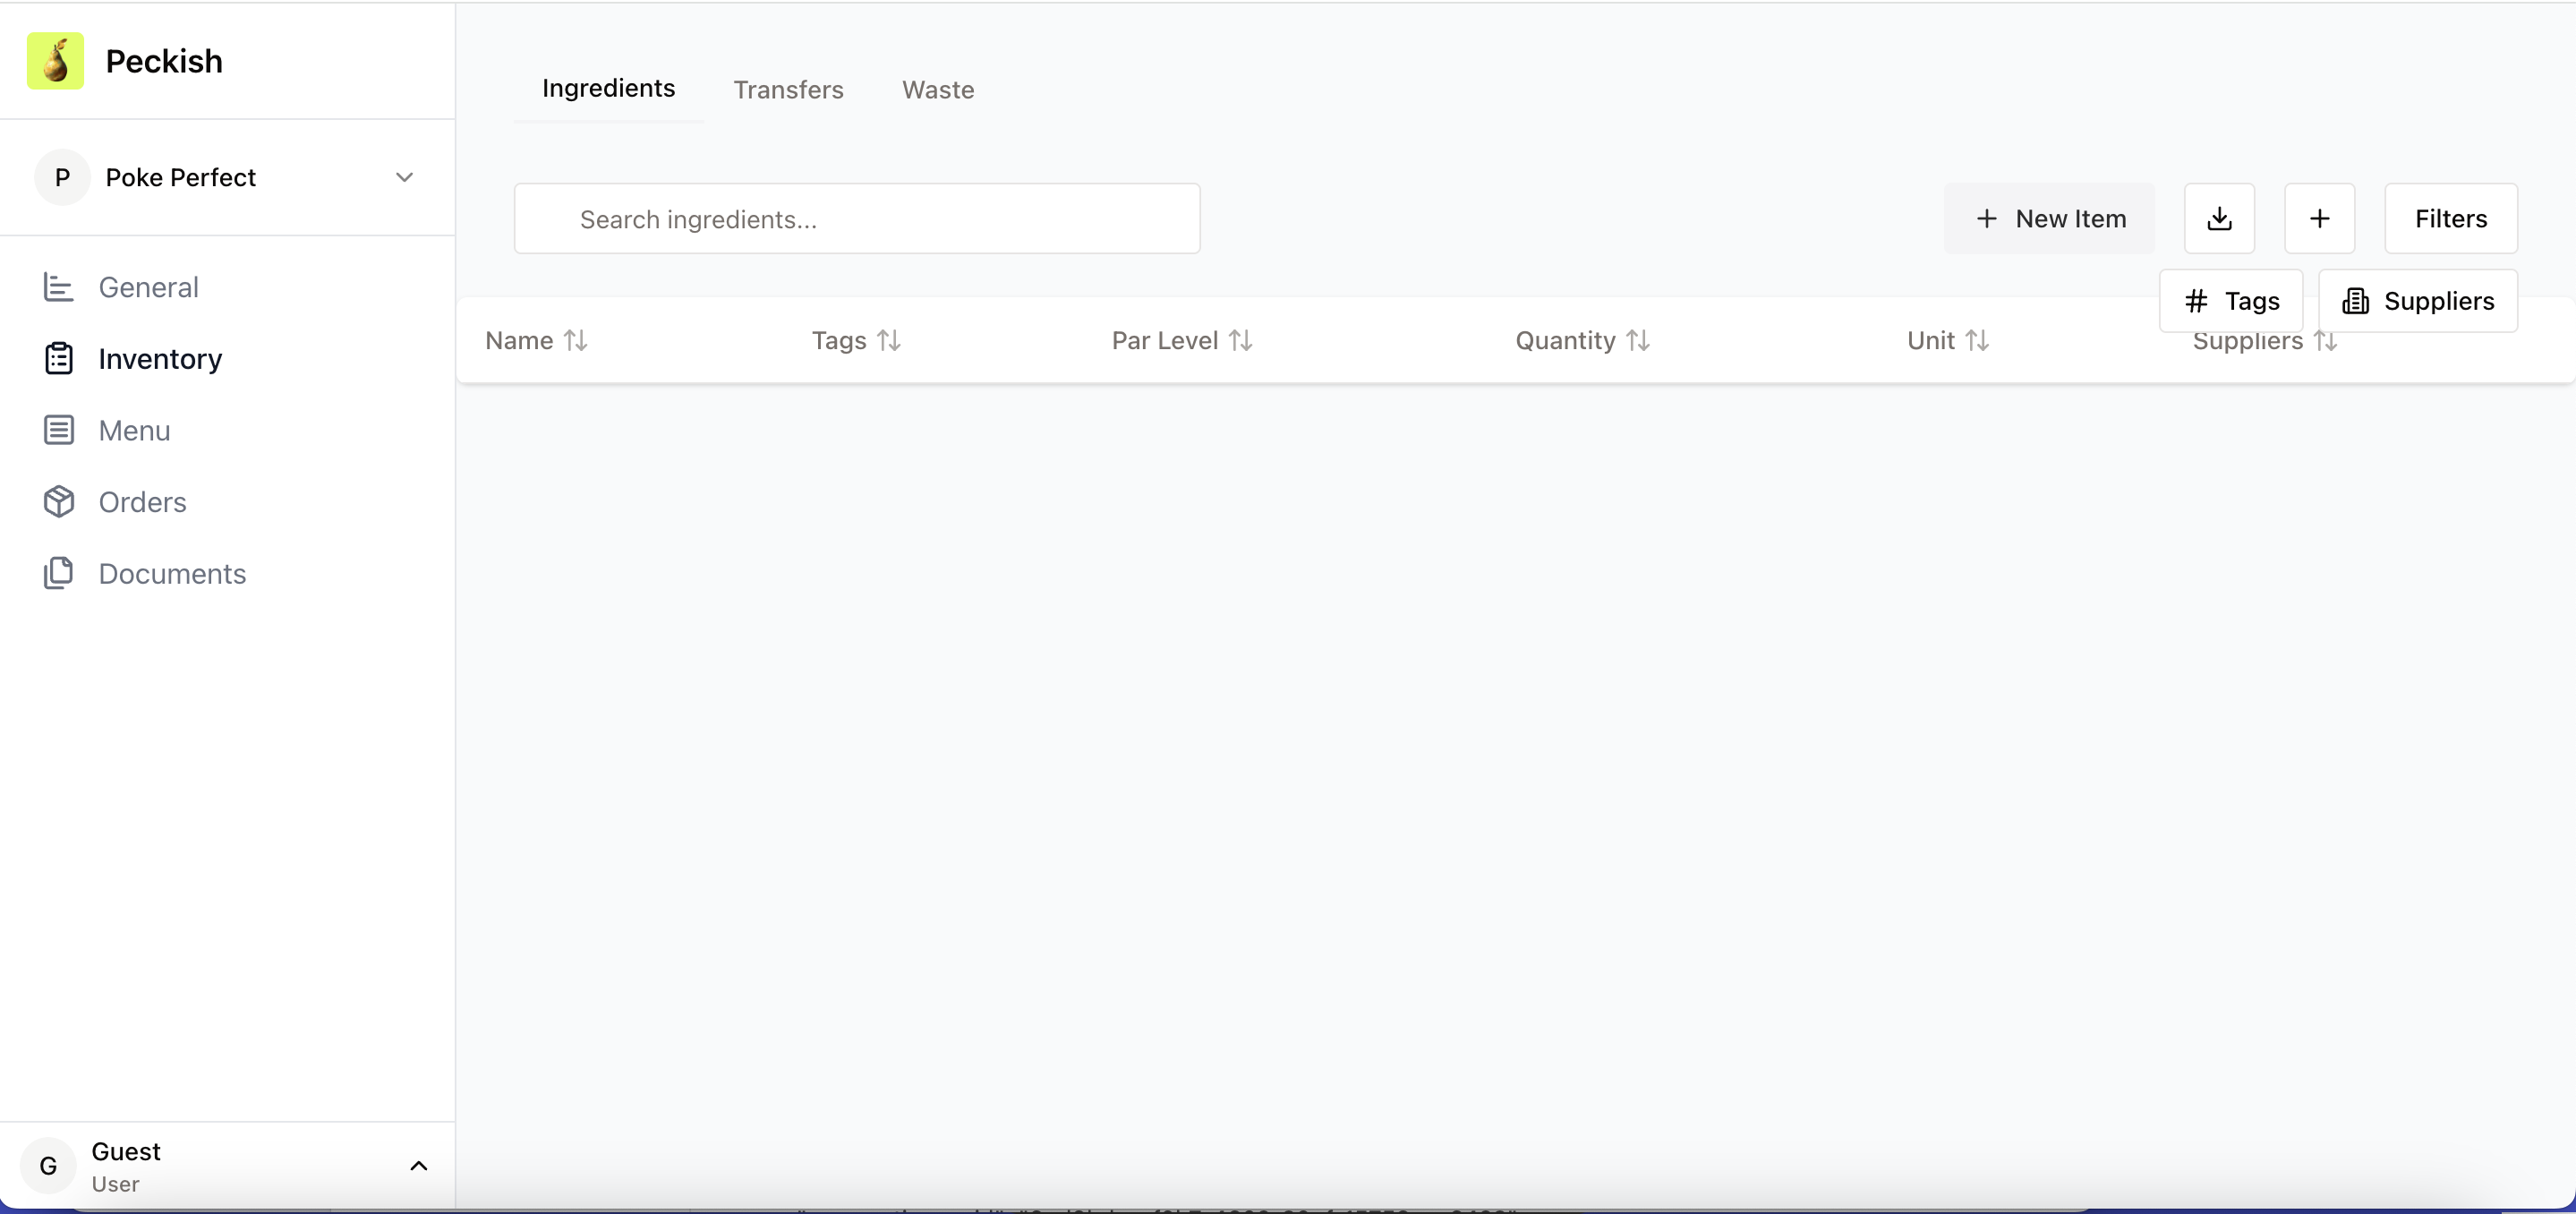 Peckish
P Poke Perfect
General
Inventory
Menu
Orders
Documents
G Guest
User
Ingredients Transfers Waste
Search ingredients...
+ New Item + Filters
# Tags Suppliers
Name Tags Par Level Quantity Unit Suppliers